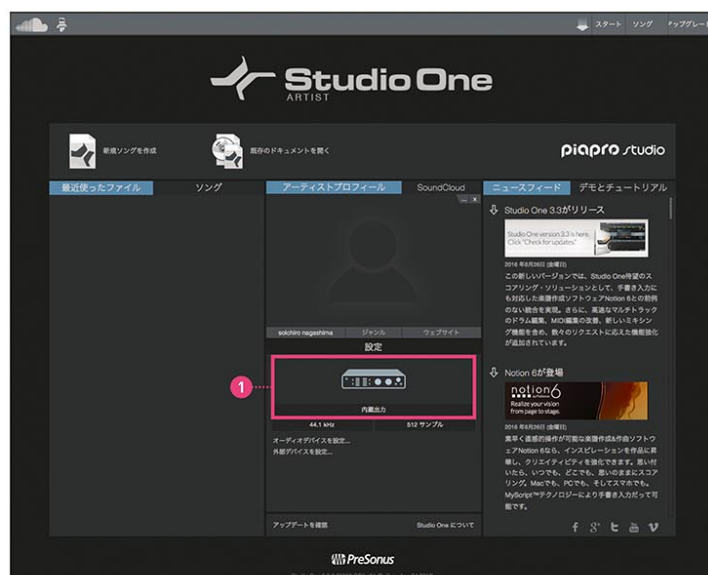 スタート ソング
Studio One
ARTIST
新規ソングを作成
既存のドキュメントを開く
piapro studio
最近使ったファイル ソング
アーティストプロフィール SoundCloud
ニュースフィード デモとチュートリアル
Studio One 3.3がリリース
Studio One version 3.3 is here.
Click "Check for updates."
2016 年8月26日 (金曜日)
この新しいバージョンでは、Studio One待望のス
コアリング・ソリューションとして、手書き入力に
も対応した楽譜作成ソフトウェアNotion 6との前例
のない統合を実現。さらに、高速なマルチトラック
のドラム編集、MIDI編集の改善、新しいミキシン
グ機能を含め、数々のリクエストに応えた機能強化
が追加されています。
soichiro nagashima ジャンル ウェブサイト
設定
1
内蔵出力
44.1 kHz 512 サンプル
オーディオデバイスを設定...
外部デバイスを設定...
アップデートを確認 Studio One について
Notion 6が登場
notion6
Realize your vision
from page to stage.
2016 年8月26日 (金曜日)
素早く直感的操作が可能な楽譜作成&作曲ソフトウ
ェアNotion 6なら、インスピレーションを作品に昇
華し、クリエイティビティを強化できます。思い付
いたら、いつでも、どこでも、思いのままにスコア
リング。Macでも、PCでも、そしてスマホでも。
MyScript™テクノロジーにより手書き入力だって可
能です。
PreSonus